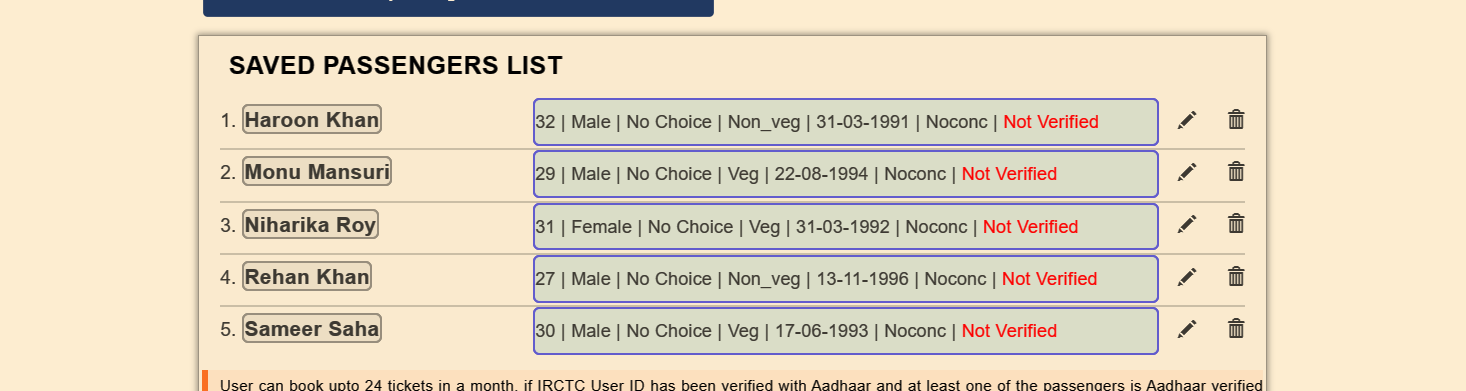 SAVED PASSENGERS LIST
1. Haroon Khan 32 | Male | No Choice | Non_veg | 31-03-1991 | Noconc | Not Verified
2. Monu Mansuri 29 | Male | No Choice | Veg | 22-08-1994 | Noconc | Not Verified
3. Niharika Roy 31 | Female | No Choice | Veg | 31-03-1992 | Noconc | Not Verified
4. Rehan Khan 27 | Male | No Choice | Non_veg | 13-11-1996 | Noconc | Not Verified
5. Sameer Saha 30 | Male | No Choice | Veg | 17-06-1993 | Noconc | Not Verified
User can book upto 24 tickets in a month, if IRCTC User ID has been verified with Aadhaar and at least one of the passengers is Aadhaar verified